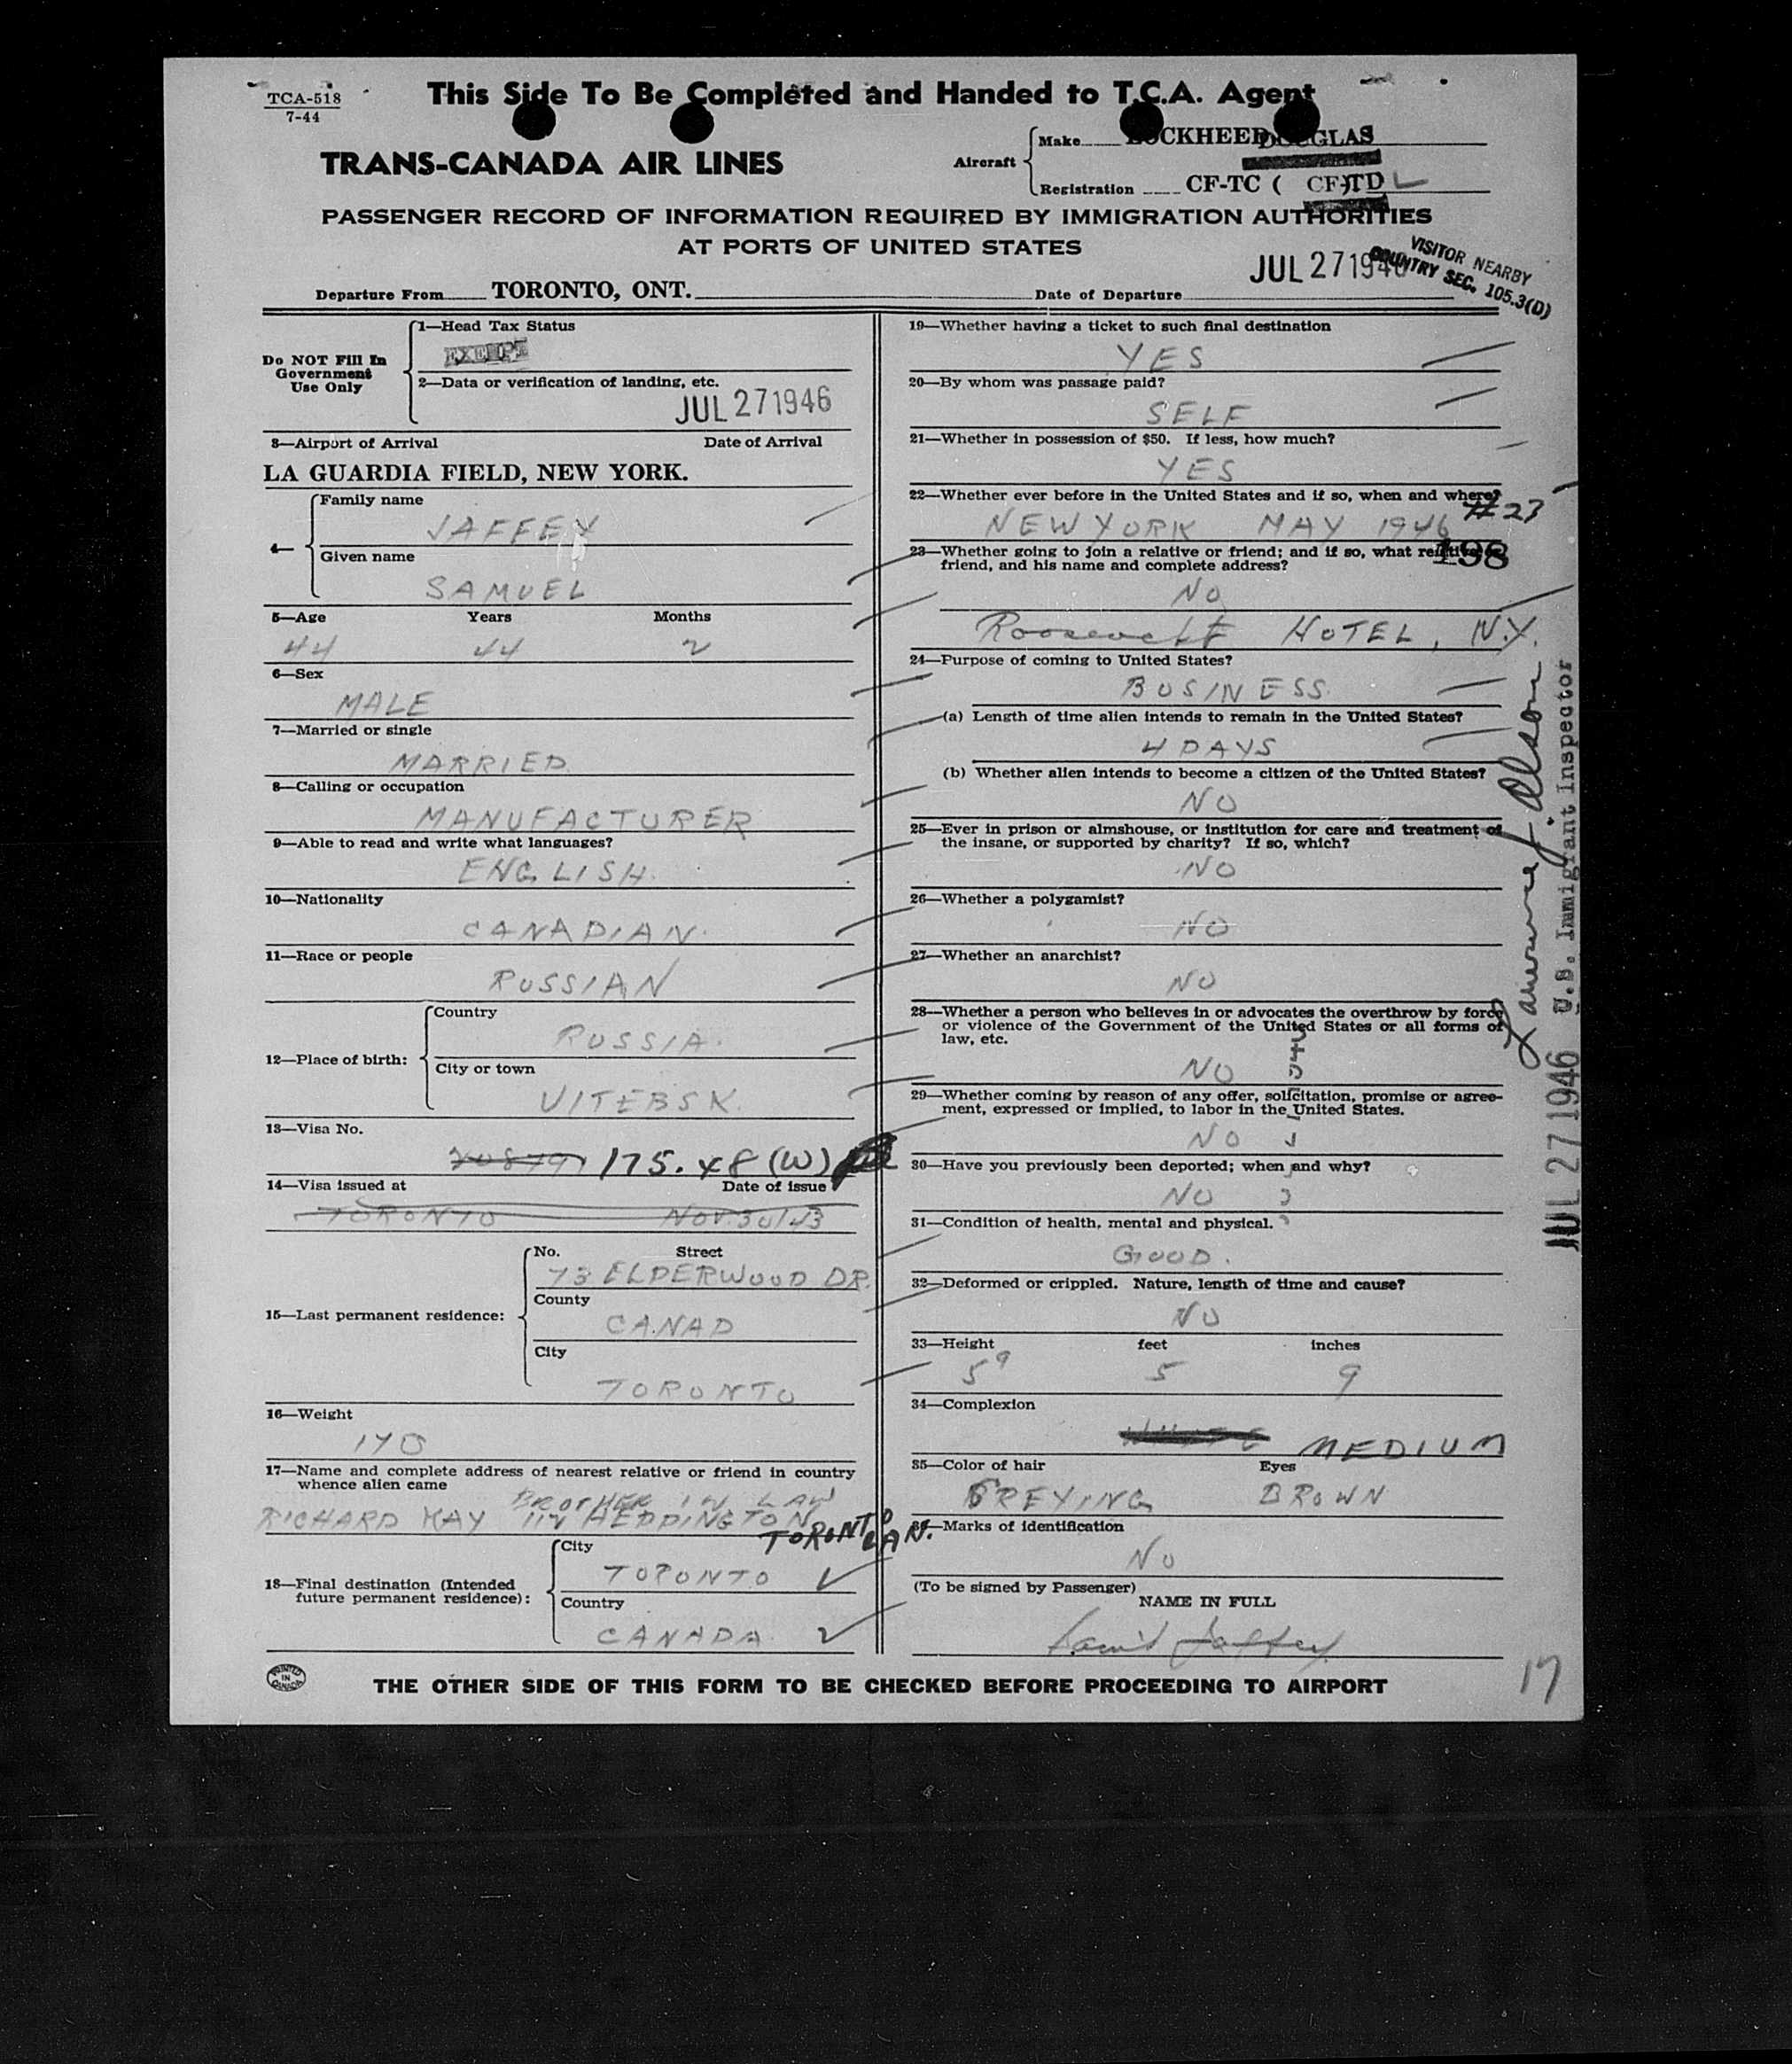 TCA-518
7-44
This Side To Be Completed and Handed to T.C.A. Agent
TRANS-CANADA AIR LINES
Aircraft
Make LOCKHEED DOUGLAS
Registration CF-TC ( CF-TD L
PASSENGER RECORD OF INFORMATION REQUIRED BY IMMIGRATION AUTHORITIES
AT PORTS OF UNITED STATES
JUL 27 1946
VISITOR NEARBY
COUNTRY SEC. 105.3(D)
Departure From TORONTO, ONT. Date of Departure
Do NOT Fill In
Government
Use Only
1—Head Tax Status
EXEMPT
2—Data or verification of landing, etc.
JUL 27 1946
3—Airport of Arrival Date of Arrival
LA GUARDIA FIELD, NEW YORK.
4—
Family name
JAFFEY
Given name
SAMUEL
5—Age Years Months
44 44 2
6—Sex
MALE
7—Married or single
MARRIED
8—Calling or occupation
MANUFACTURER
9—Able to read and write what languages?
ENGLISH
10—Nationality
CANADIAN
11—Race or people
RUSSIAN
12—Place of birth:
Country
RUSSIA
City or town
VITEBSK
13—Visa No.
175.48 (W)
14—Visa issued at Date of issue
TORONTO NOV. 30/43
15—Last permanent residence:
No. Street
73 ELDERWOOD DR.
County
CANAD
City
TORONTO
16—Weight
170
17—Name and complete address of nearest relative or friend in country
whence alien came
BROTHER IN LAW
RICHARD KAY 112 HEDDINGTON
TORONTO
CAN.
18—Final destination (Intended
future permanent residence):
City
TORONTO
Country
CANADA
19—Whether having a ticket to such final destination
YES
20—By whom was passage paid?
SELF
21—Whether in possession of $50. If less, how much?
YES
22—Whether ever before in the United States and if so, when and where?
NEW YORK MAY 1946
#23
198
23—Whether going to join a relative or friend; and if so, what relative or
friend, and his name and complete address?
NO
Roosevelt HOTEL, N.Y.
24—Purpose of coming to United States?
BUSINESS
(a) Length of time alien intends to remain in the United States?
4 DAYS
(b) Whether alien intends to become a citizen of the United States?
NO
25—Ever in prison or almshouse, or institution for care and treatment of
the insane, or supported by charity? If so, which?
NO
26—Whether a polygamist?
NO
27—Whether an anarchist?
NO
28—Whether a person who believes in or advocates the overthrow by force
or violence of the Government of the United States or all forms of
law, etc.
NO
29—Whether coming by reason of any offer, solicitation, promise or agree-
ment, expressed or implied, to labor in the United States.
NO
30—Have you previously been deported; when and why?
NO
31—Condition of health, mental and physical.
GOOD.
32—Deformed or crippled. Nature, length of time and cause?
NO
33—Height feet inches
5 9 5 9
34—Complexion
MEDIUM
35—Color of hair Eyes
GREYING BROWN
36—Marks of identification
NO
(To be signed by Passenger)
NAME IN FULL
Sam'l Jaffey
JUL 27 1946 U.S. Immigrant Inspector
PRINTED
IN
CANADA
THE OTHER SIDE OF THIS FORM TO BE CHECKED BEFORE PROCEEDING TO AIRPORT
17